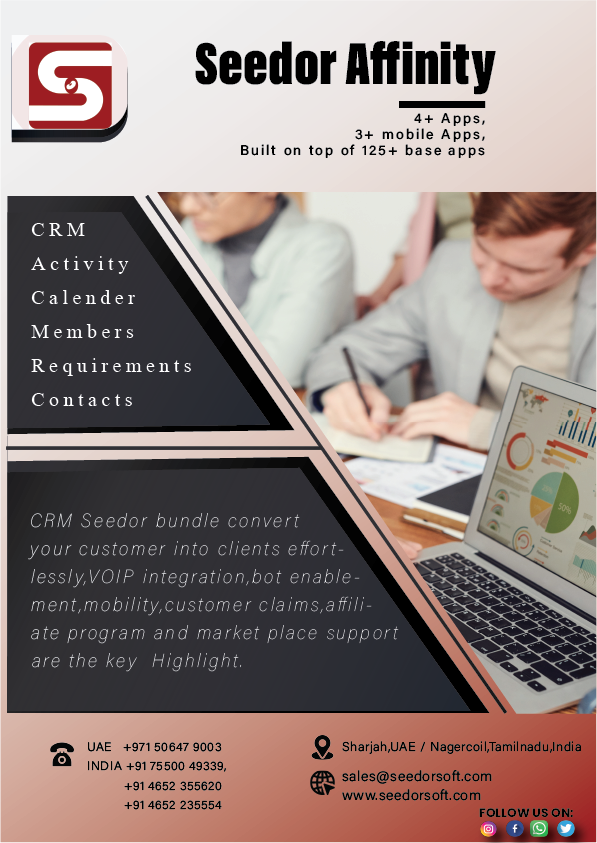 Seedor Affinity
4+ Apps,
3+ mobile Apps,
Built on top of 125+ base apps
CRM
Activity
Calender
Members
Requirements
Contacts
CRM Seedor bundle convert
your customer into clients effort-
lessly,VOIP integration,bot enable-
ment,mobility,customer claims,affili-
ate program and market place support
are the key Highlight.
UAE +971 50647 9003
INDIA +91 75500 49339,
+91 4652 355620
+91 4652 235554
Sharjah,UAE / Nagercoil,Tamilnadu,India
sales@seedorsoft.com
www.seedorsoft.com
FOLLOW US ON: